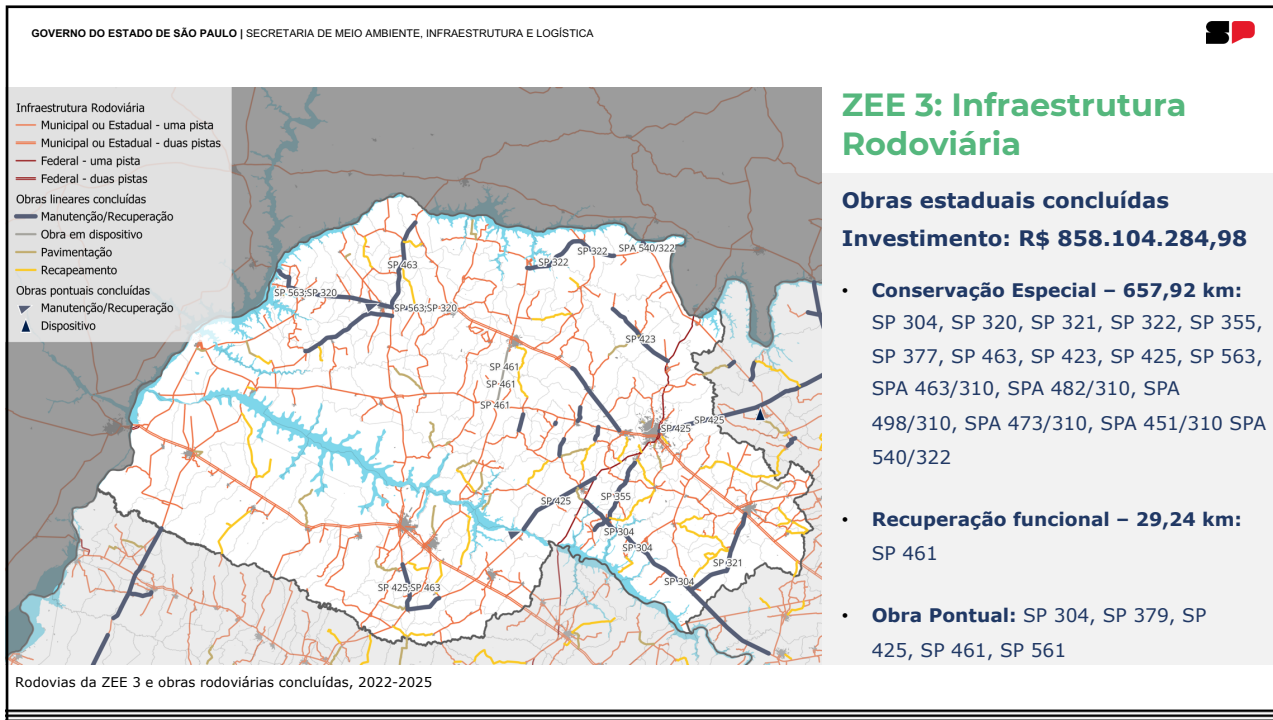 GOVERNO DO ESTADO DE SÃO PAULO | SECRETARIA DE MEIO AMBIENTE, INFRAESTRUTURA E LOGÍSTICA
SP
Infraestrutura Rodoviária
Municipal ou Estadual - uma pista
Municipal ou Estadual - duas pistas
Federal - uma pista
Federal - duas pistas
Obras lineares concluídas
Manutenção/Recuperação
Obra em dispositivo
Pavimentação
Recapeamento
Obras pontuais concluídas
Manutenção/Recuperação
Dispositivo
SP 463
SP 322
SP 322
SPA 540/322
SP 563;SP 320
SP 563;SP 320
SP 423
SP 461
SP 461
SP 461
SP 425
SP 425
SP 425
SP 355
SP 304
SP 304
SP 321
SP 304
SP 425;SP 463
Rodovias da ZEE 3 e obras rodoviárias concluídas, 2022-2025
ZEE 3: Infraestrutura
Rodoviária
Obras estaduais concluídas
Investimento: R$ 858.104.284,98
• Conservação Especial – 657,92 km:
SP 304, SP 320, SP 321, SP 322, SP 355,
SP 377, SP 463, SP 423, SP 425, SP 563,
SPA 463/310, SPA 482/310, SPA
498/310, SPA 473/310, SPA 451/310 SPA
540/322
• Recuperação funcional – 29,24 km:
SP 461
• Obra Pontual: SP 304, SP 379, SP
425, SP 461, SP 561